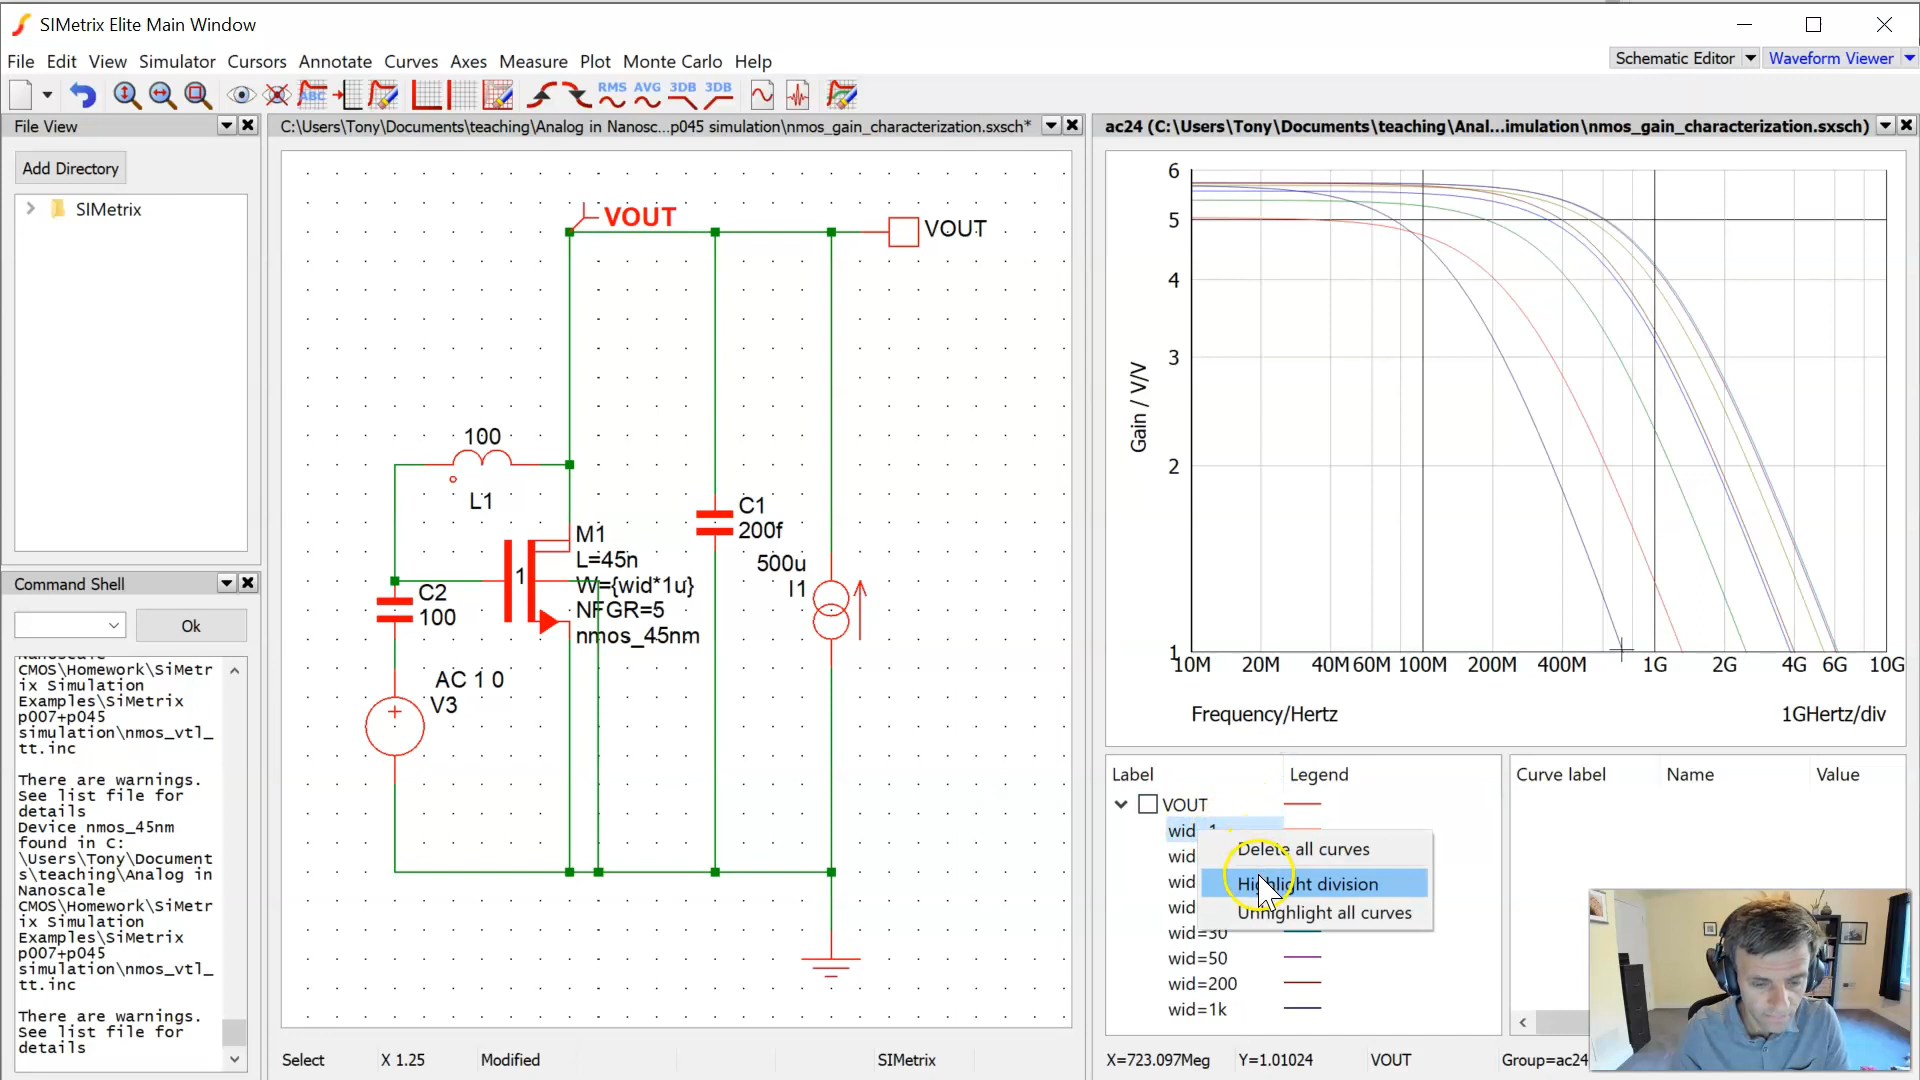 SIMetrix Elite Main Window
File Edit View Simulator Cursors Annotate Curves Axes Measure Plot Monte Carlo Help
Schematic Editor Waveform Viewer
ABC RMS AVG 3DB 3DB
File View
C:\Users\Tony\Documents\teaching\Analog in Nanosc...p045 simulation\nmos_gain_characterization.sxsch*
ac24 (C:\Users\Tony\Documents\teaching\Anal...imulation\nmos_gain_characterization.sxsch)
Add Directory
SIMetrix
VOUT
VOUT
100
L1
M1
L=45n
W={wid*1u}
NFGR=5
nmos_45nm
1
C1
200f
500u
I1
C2
100
AC 1 0
V3
6
5
4
3
2
1
Gain / V/V
10M 20M 40M 60M 100M 200M 400M 1G 2G 4G 6G 10G
Frequency/Hertz
1GHertz/div
Command Shell
Ok
CMOS\Homework\SiMetr
ix Simulation
Examples\SiMetrix
p007+p045
simulation\nmos_vtl_
tt.inc
There are warnings.
See list file for
details
Device nmos_45nm
found in C:
\Users\Tony\Document
s\teaching\Analog in
Nanoscale
CMOS\Homework\SiMetr
ix Simulation
Examples\SiMetrix
p007+p045
simulation\nmos_vtl_
tt.inc
There are warnings.
See list file for
details
Label Legend
VOUT
wid=1
wid
wid
wid
wid=30
wid=50
wid=200
wid=1k
Delete all curves
Highlight division
Unhighlight all curves
Curve label Name Value
Select X 1.25 Modified SIMetrix
X=723.097Meg Y=1.01024 VOUT Group=ac24